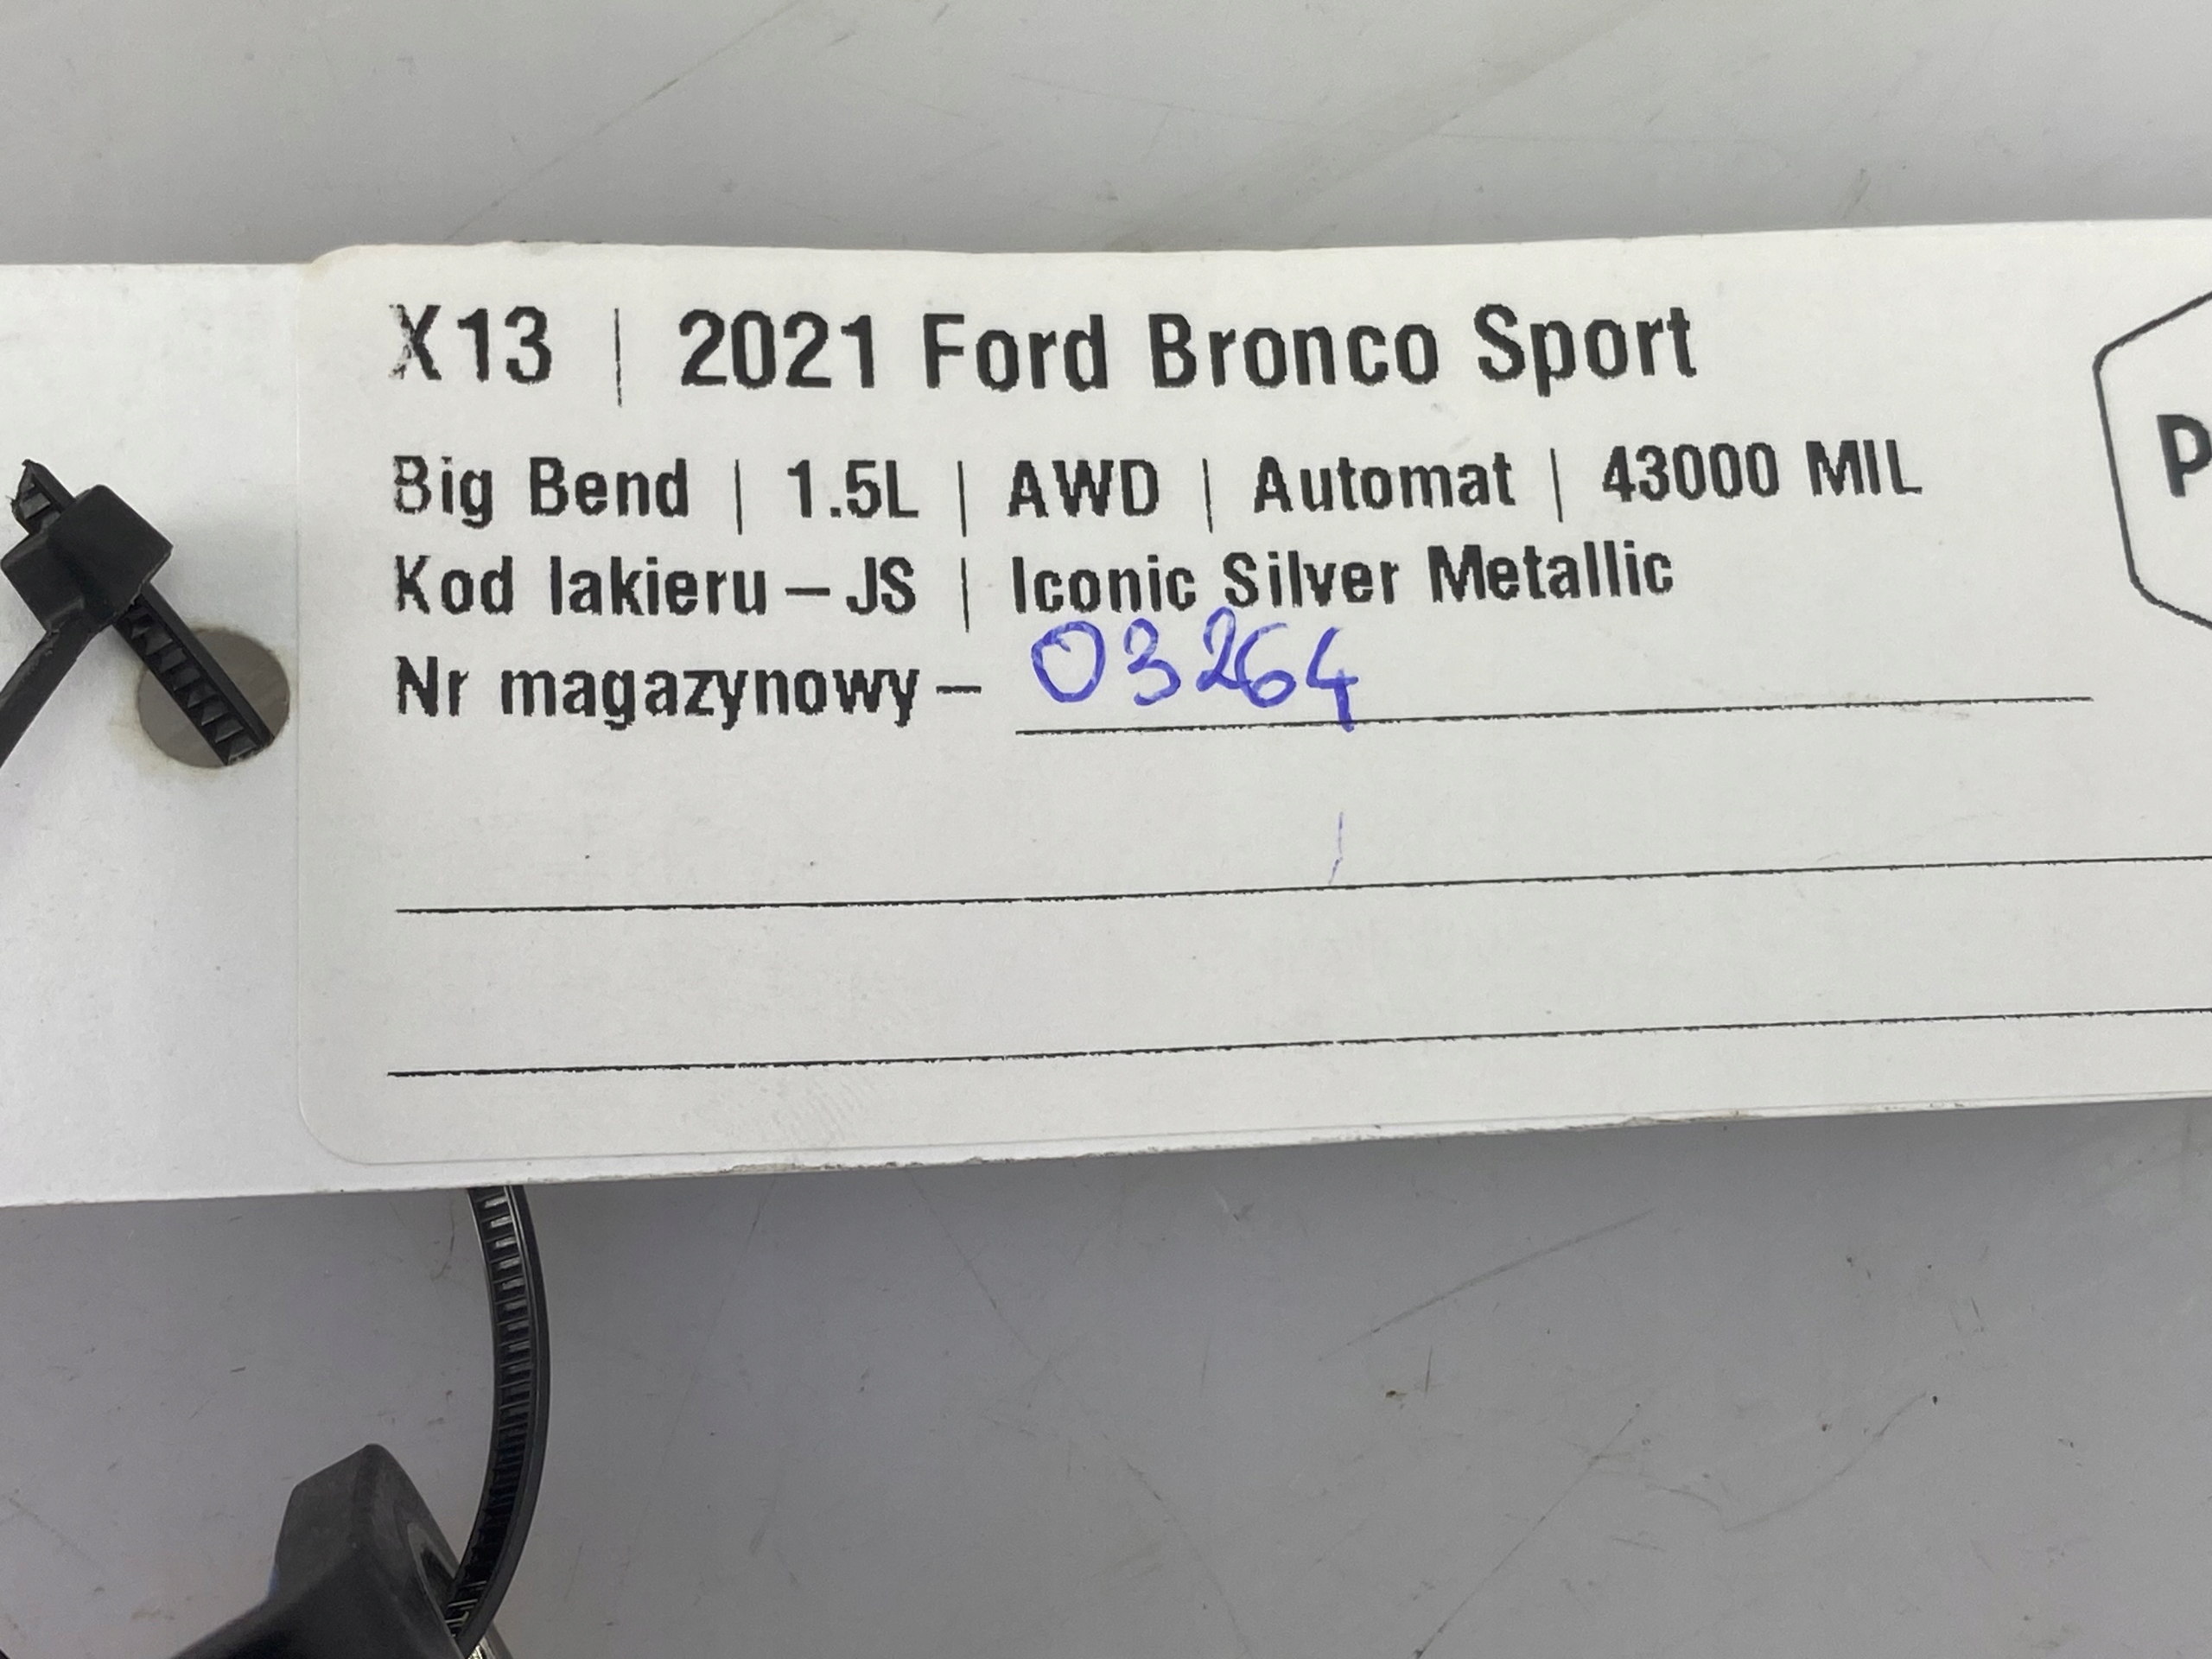 X13 | 2021 Ford Bronco Sport
Big Bend | 1.5L | AWD | Automat | 43000 MIL
Kod lakieru – JS | Iconic Silver Metallic
Nr magazynowy – 03264
P